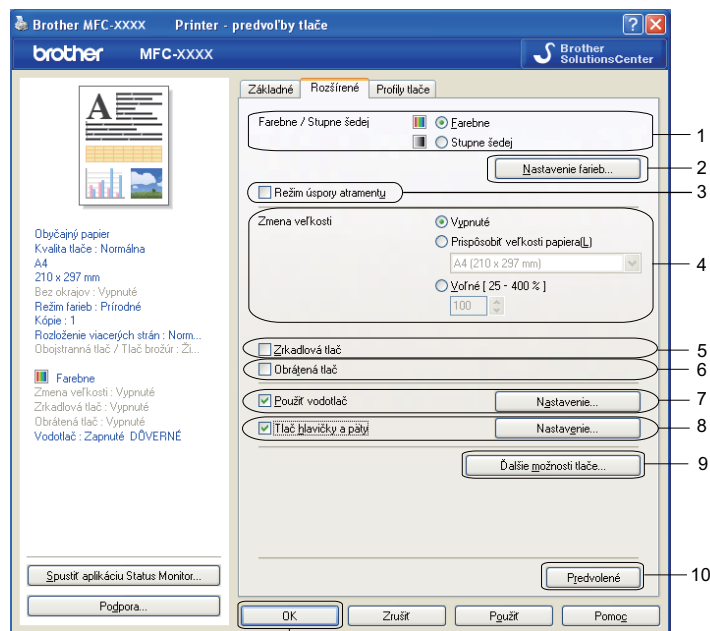 Brother MFC-XXXX Printer - predvoľby tlače
brother MFC-XXXX
Brother
SolutionsCenter
Základné Rozšírené Profily tlače
Farebne / Stupne šedej
Farebne
Stupne šedej
1
Nastavenie farieb...
2
Režim úspory atramentu
3
Zmena veľkosti
Vypnuté
Prispôsobiť veľkosti papiera(L)
A4 (210 x 297 mm)
Voľné [ 25 - 400 % ]
100
4
Zrkadlová tlač
5
Obrátená tlač
6
Použiť vodotlač
Nastavenie...
7
Tlač hlavičky a päty
Nastavenie...
8
Ďalšie možnosti tlače...
9
Predvolené
10
A
Obyčajný papier
Kvalita tlače : Normálna
A4
210 x 297 mm
Bez okrajov : Vypnuté
Režim farieb : Prírodné
Kópie : 1
Rozloženie viacerých strán : Norm...
Obojstranná tlač / Tlač brožúr : Ži...
Farebne
Zmena veľkosti : Vypnuté
Zrkadlová tlač : Vypnuté
Obrátená tlač : Vypnuté
Vodotlač : Zapnuté DÔVERNÉ
Spustiť aplikáciu Status Monitor...
Podpora...
OK Zrušiť Použiť Pomoc